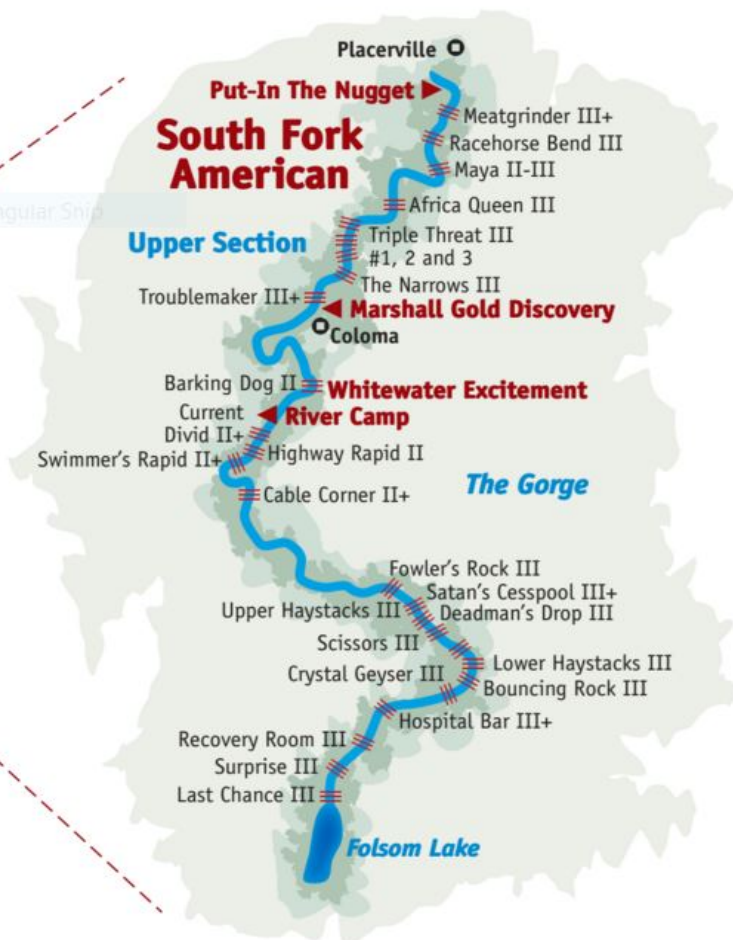 Placerville
Put-In The Nugget
South Fork
American
Meatgrinder III+
Racehorse Bend III
Maya II-III
ngular Snip
Africa Queen III
Upper Section
Triple Threat III
#1, 2 and 3
The Narrows III
Troublemaker III+
Marshall Gold Discovery
Coloma
Barking Dog II
Whitewater Excitement
River Camp
Current
Divid II+
Highway Rapid II
Swimmer's Rapid II+
Cable Corner II+
The Gorge
Fowler's Rock III
Satan's Cesspool III+
Upper Haystacks III
Deadman's Drop III
Scissors III
Lower Haystacks III
Crystal Geyser III
Bouncing Rock III
Hospital Bar III+
Recovery Room III
Surprise III
Last Chance III
Folsom Lake